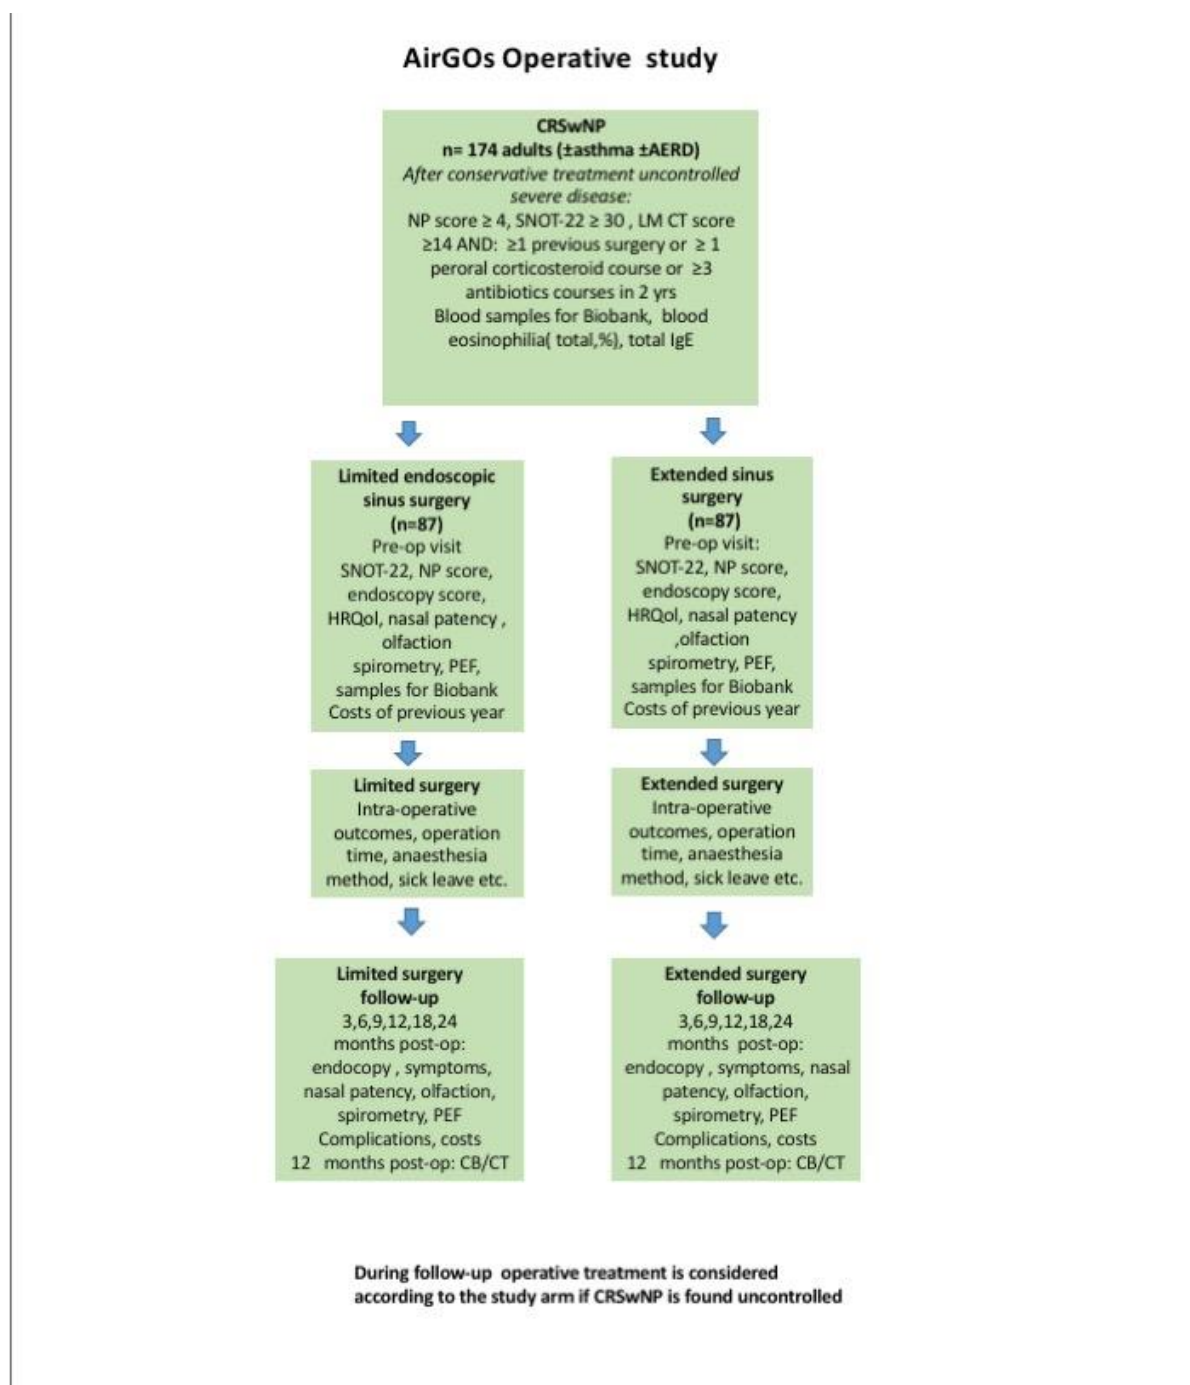 AirGOs Operative study
CRSwNP
n= 174 adults (±asthma ±AERD)
After conservative treatment uncontrolled
severe disease:
NP score ≥ 4, SNOT-22 ≥ 30 , LM CT score
≥14 AND: ≥1 previous surgery or ≥ 1
peroral corticosteroid course or ≥3
antibiotics courses in 2 yrs
Blood samples for Biobank, blood
eosinophilia( total,%), total IgE
Limited endoscopic
sinus surgery
(n=87)
Pre-op visit
SNOT-22, NP score,
endoscopy score,
HRQol, nasal patency ,
olfaction
spirometry, PEF,
samples for Biobank
Costs of previous year
Extended sinus
surgery
(n=87)
Pre-op visit:
SNOT-22, NP score,
endoscopy score,
HRQol, nasal patency
,olfaction
spirometry, PEF,
samples for Biobank
Costs of previous year
Limited surgery
Intra-operative
outcomes, operation
time, anaesthesia
method, sick leave etc.
Extended surgery
Intra-operative
outcomes, operation
time, anaesthesia
method, sick leave etc.
Limited surgery
follow-up
3,6,9,12,18,24
months post-op:
endocopy , symptoms,
nasal patency, olfaction,
spirometry, PEF
Complications, costs
12 months post-op: CB/CT
Extended surgery
follow-up
3,6,9,12,18,24
months post-op:
endocopy , symptoms, nasal
patency, olfaction,
spirometry, PEF
Complications, costs
12 months post-op: CB/CT
During follow-up operative treatment is considered
according to the study arm if CRSwNP is found uncontrolled